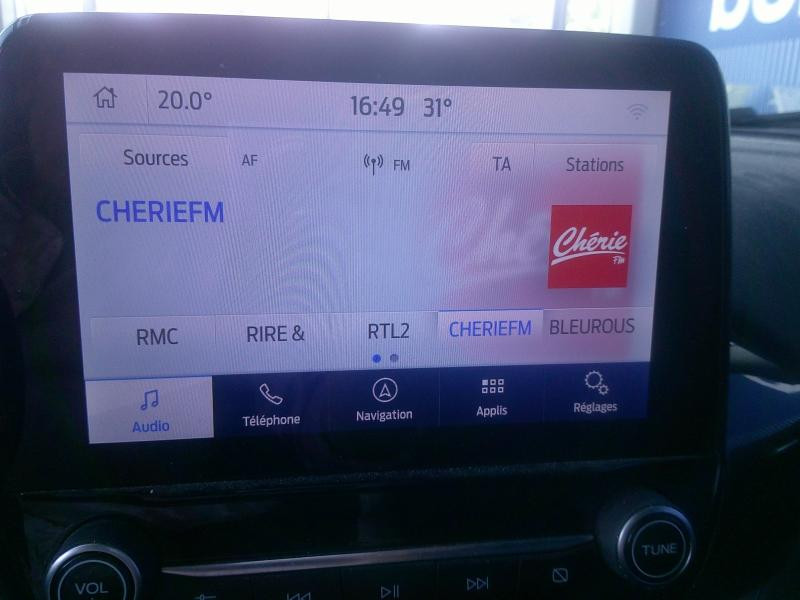 20.0° 16:49 31°
Sources AF FM TA Stations
CHERIEFM
Chérie
FM
RMC RIRE & RTL2 CHERIEFM BLEUROUS
Audio Téléphone Navigation Applis Réglages
VOL TUNE